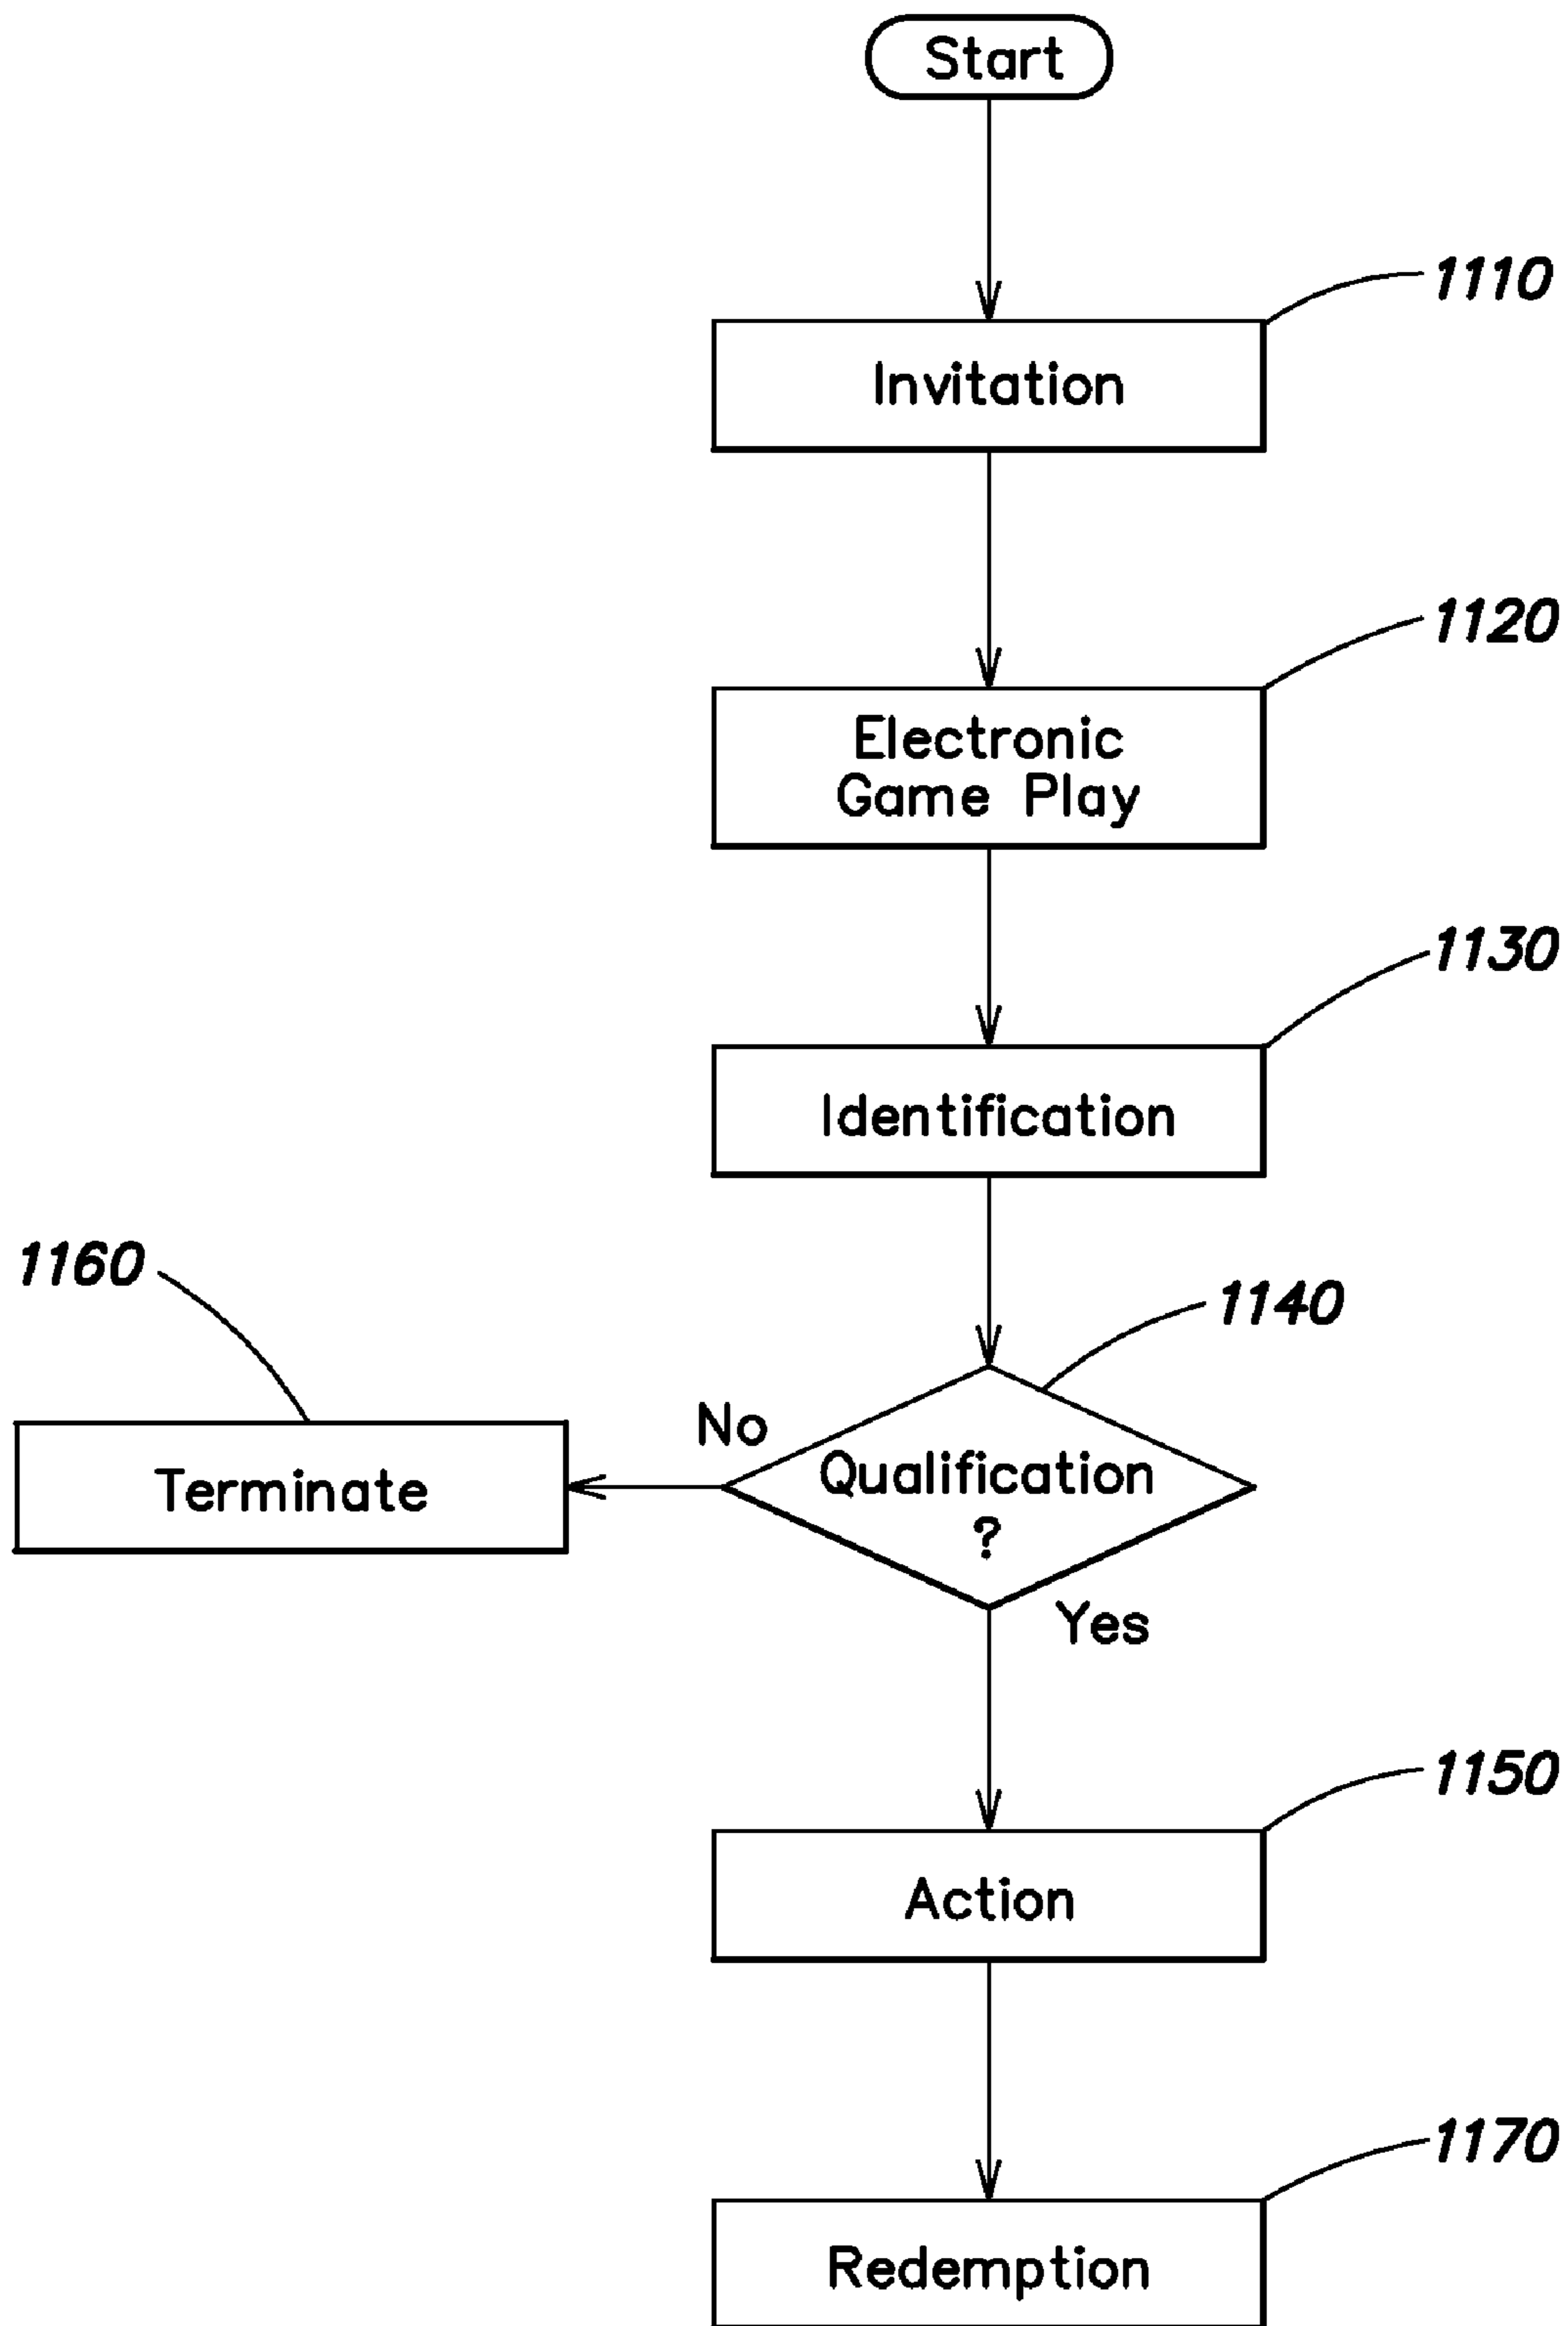 Start
1110
Invitation
1120
Electronic
Game Play
1130
Identification
1160
1140
No
Qualification
?
Terminate
Yes
1150
Action
1170
Redemption